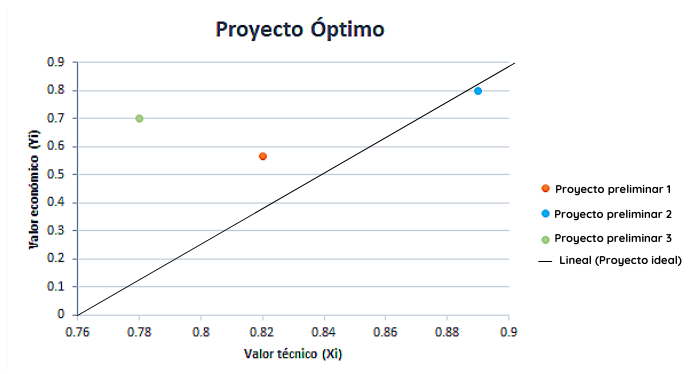 Proyecto Óptimo
Valor económico (Yi)
0.9
0.8
0.7
0.6
0.5
0.4
0.3
0.2
0.1
0
0.76
0.78
0.8
0.82
0.84
0.86
0.88
0.9
Valor técnico (Xi)
Proyecto preliminar 1
Proyecto preliminar 2
Proyecto preliminar 3
Lineal (Proyecto ideal)